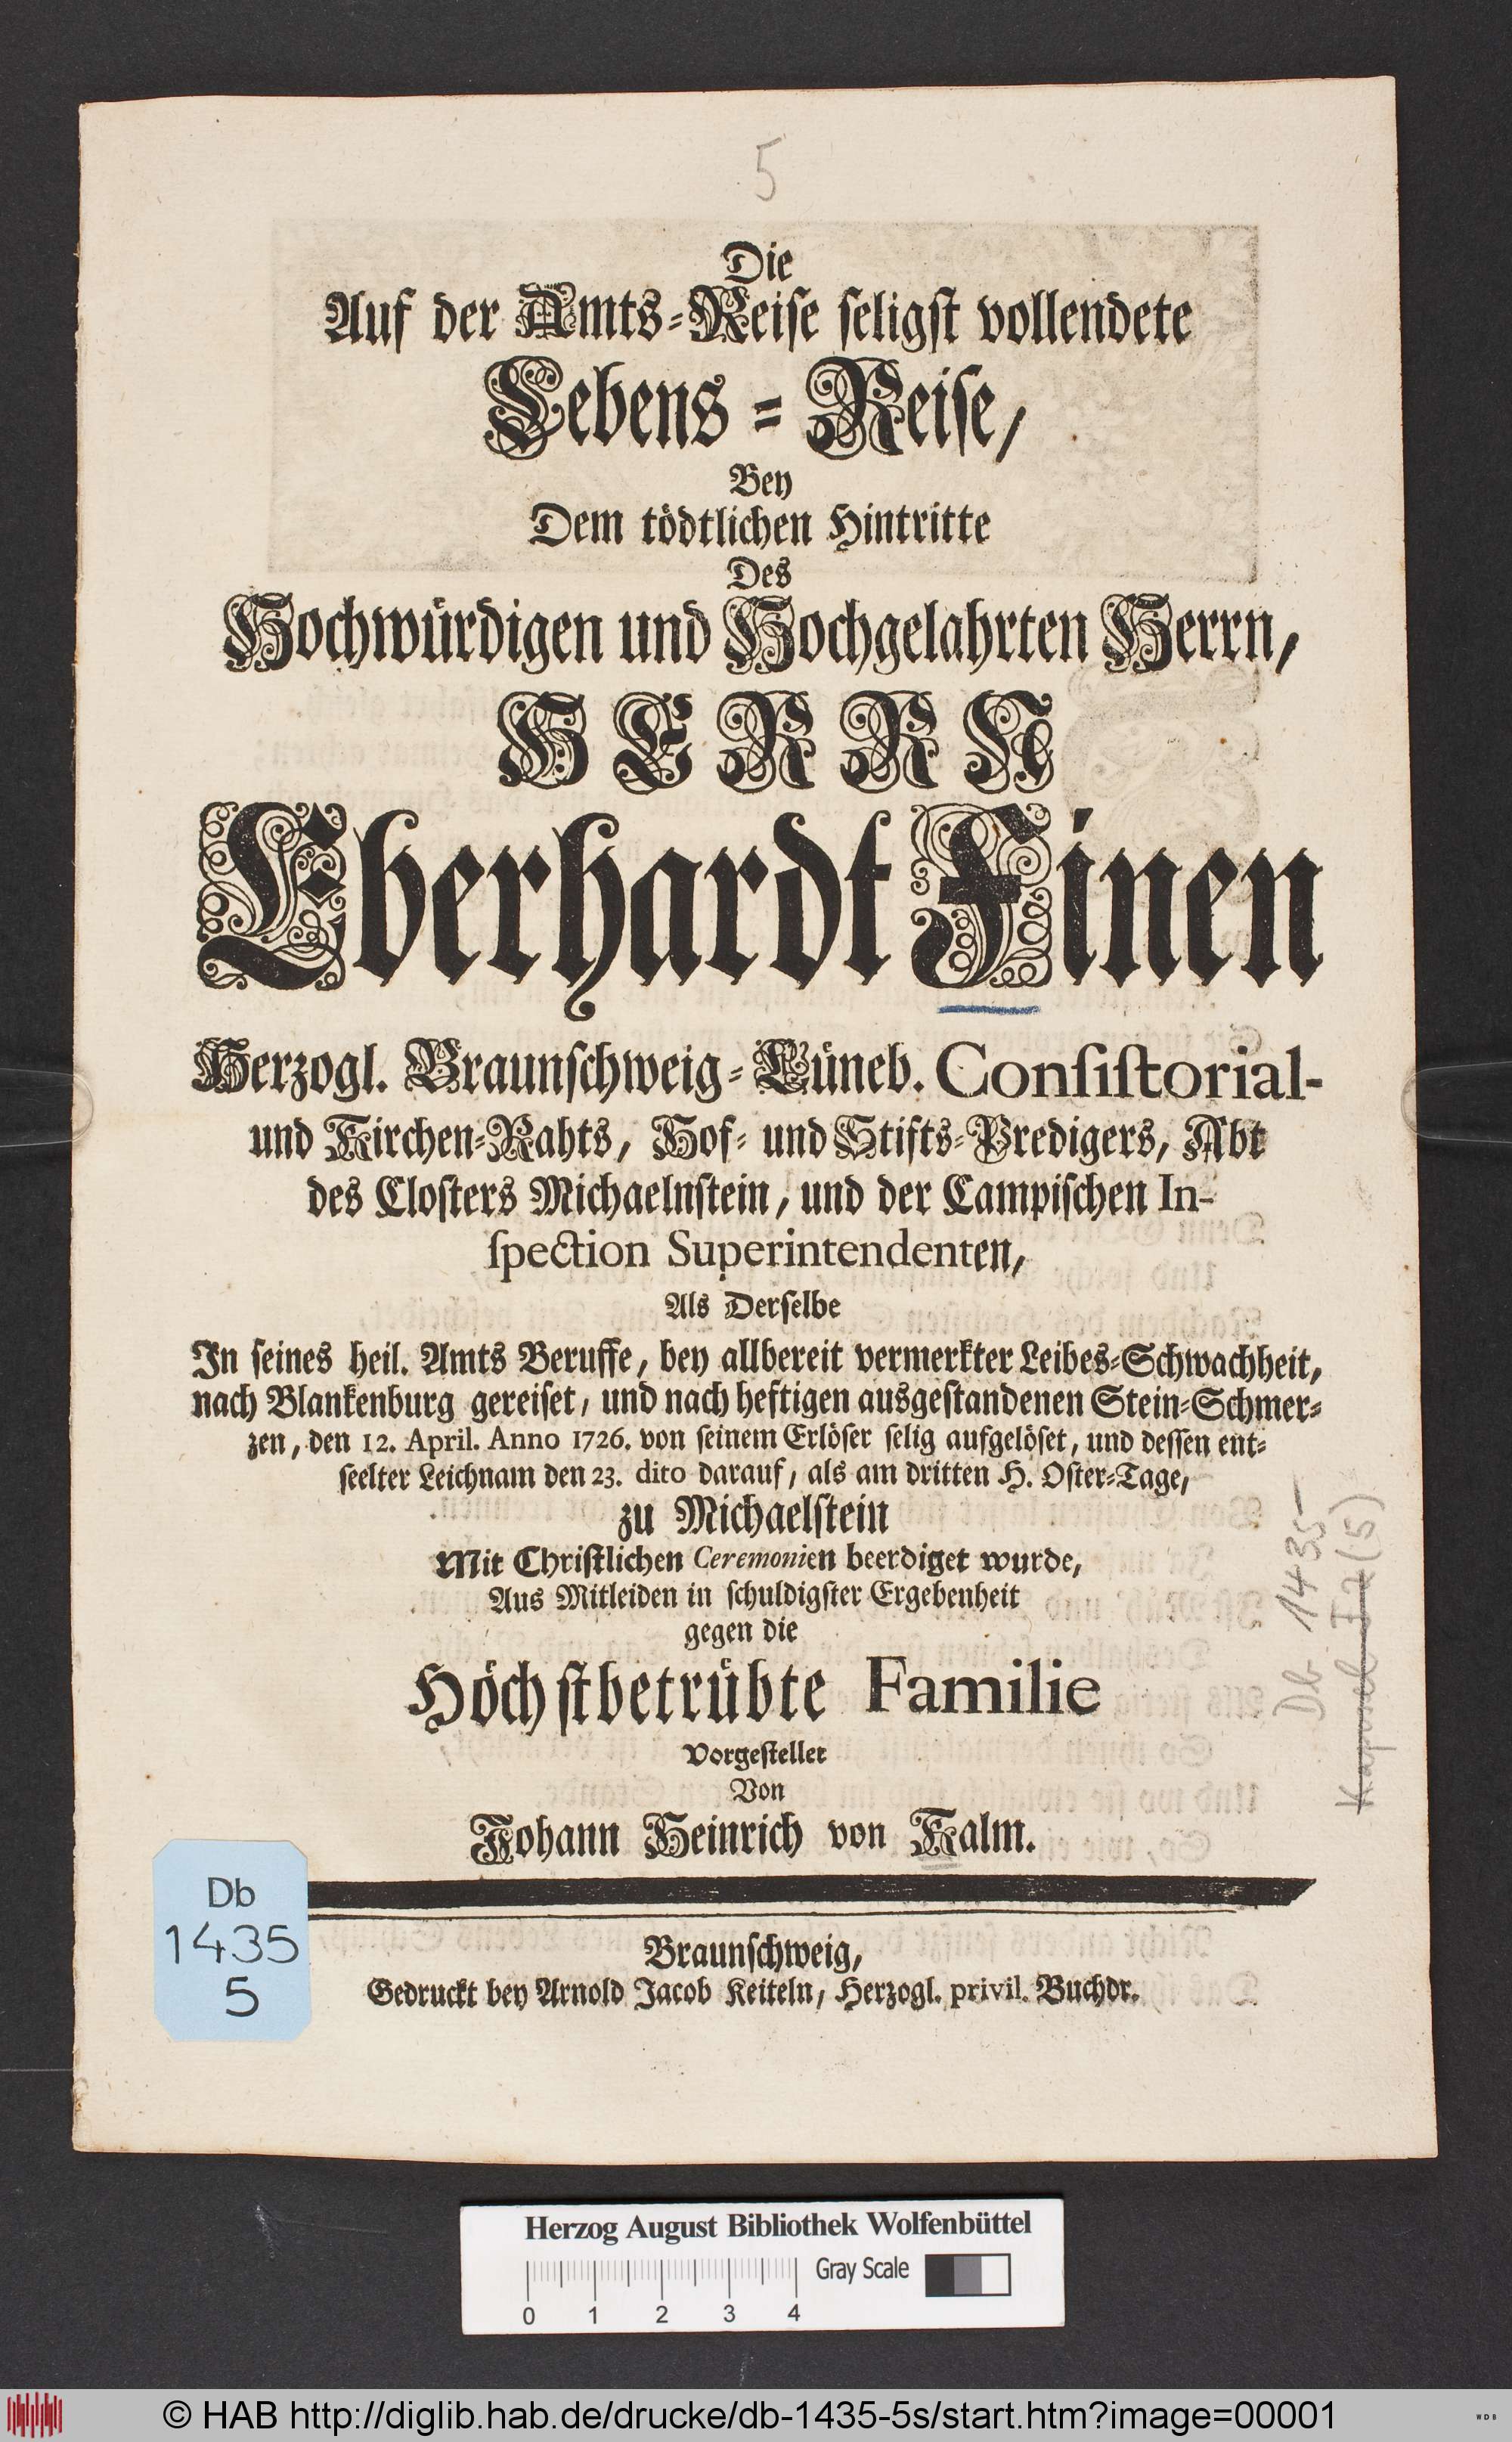 5
Die
Auf der Amts-Reise seligst vollendete
Lebens-Reise,
Bey
Dem tödtlichen Hintritte
Des
Hochwürdigen und Hochgelahrten Herrn,
HERRN
Eberhardt Finen
Herzogl. Braunschweig-Lüneb. Consistorial-
und Kirchen-Rahts, Hof- und Stifts-Predigers, Abt
des Closters Michaelnstein, und der Campischen In-
spection Superintendenten,
Als Derselbe
In seines heil. Amts Beruffe, bey allbereit vermerkter Leibes-Schwachheit,
nach Blankenburg gereiset, und nach heftigen ausgestandenen Stein-Schmer-
zen, den 12. April. Anno 1726. von seinem Erlöser selig aufgelöset, und dessen ent-
seelter Leichnam den 23. dito darauf, als am dritten H. Oster-Tage,
zu Michaelstein
Mit Christlichen Ceremonien beerdiget wurde,
Aus Mitleiden in schuldigster Ergebenheit
gegen die
Höchstbetrübte Familie
vorgestellet
Von
Johann Heinrich von Kalm.
Braunschweig,
Gedruckt bey Arnold Jacob Keiteln, Herzogl. privil. Buchdr.
Db 1435
(5)
Db
1435
5
Herzog August Bibliothek Wolfenbüttel
Gray Scale
0 1 2 3 4
© HAB http://diglib.hab.de/drucke/db-1435-5s/start.htm?image=00001
WDB